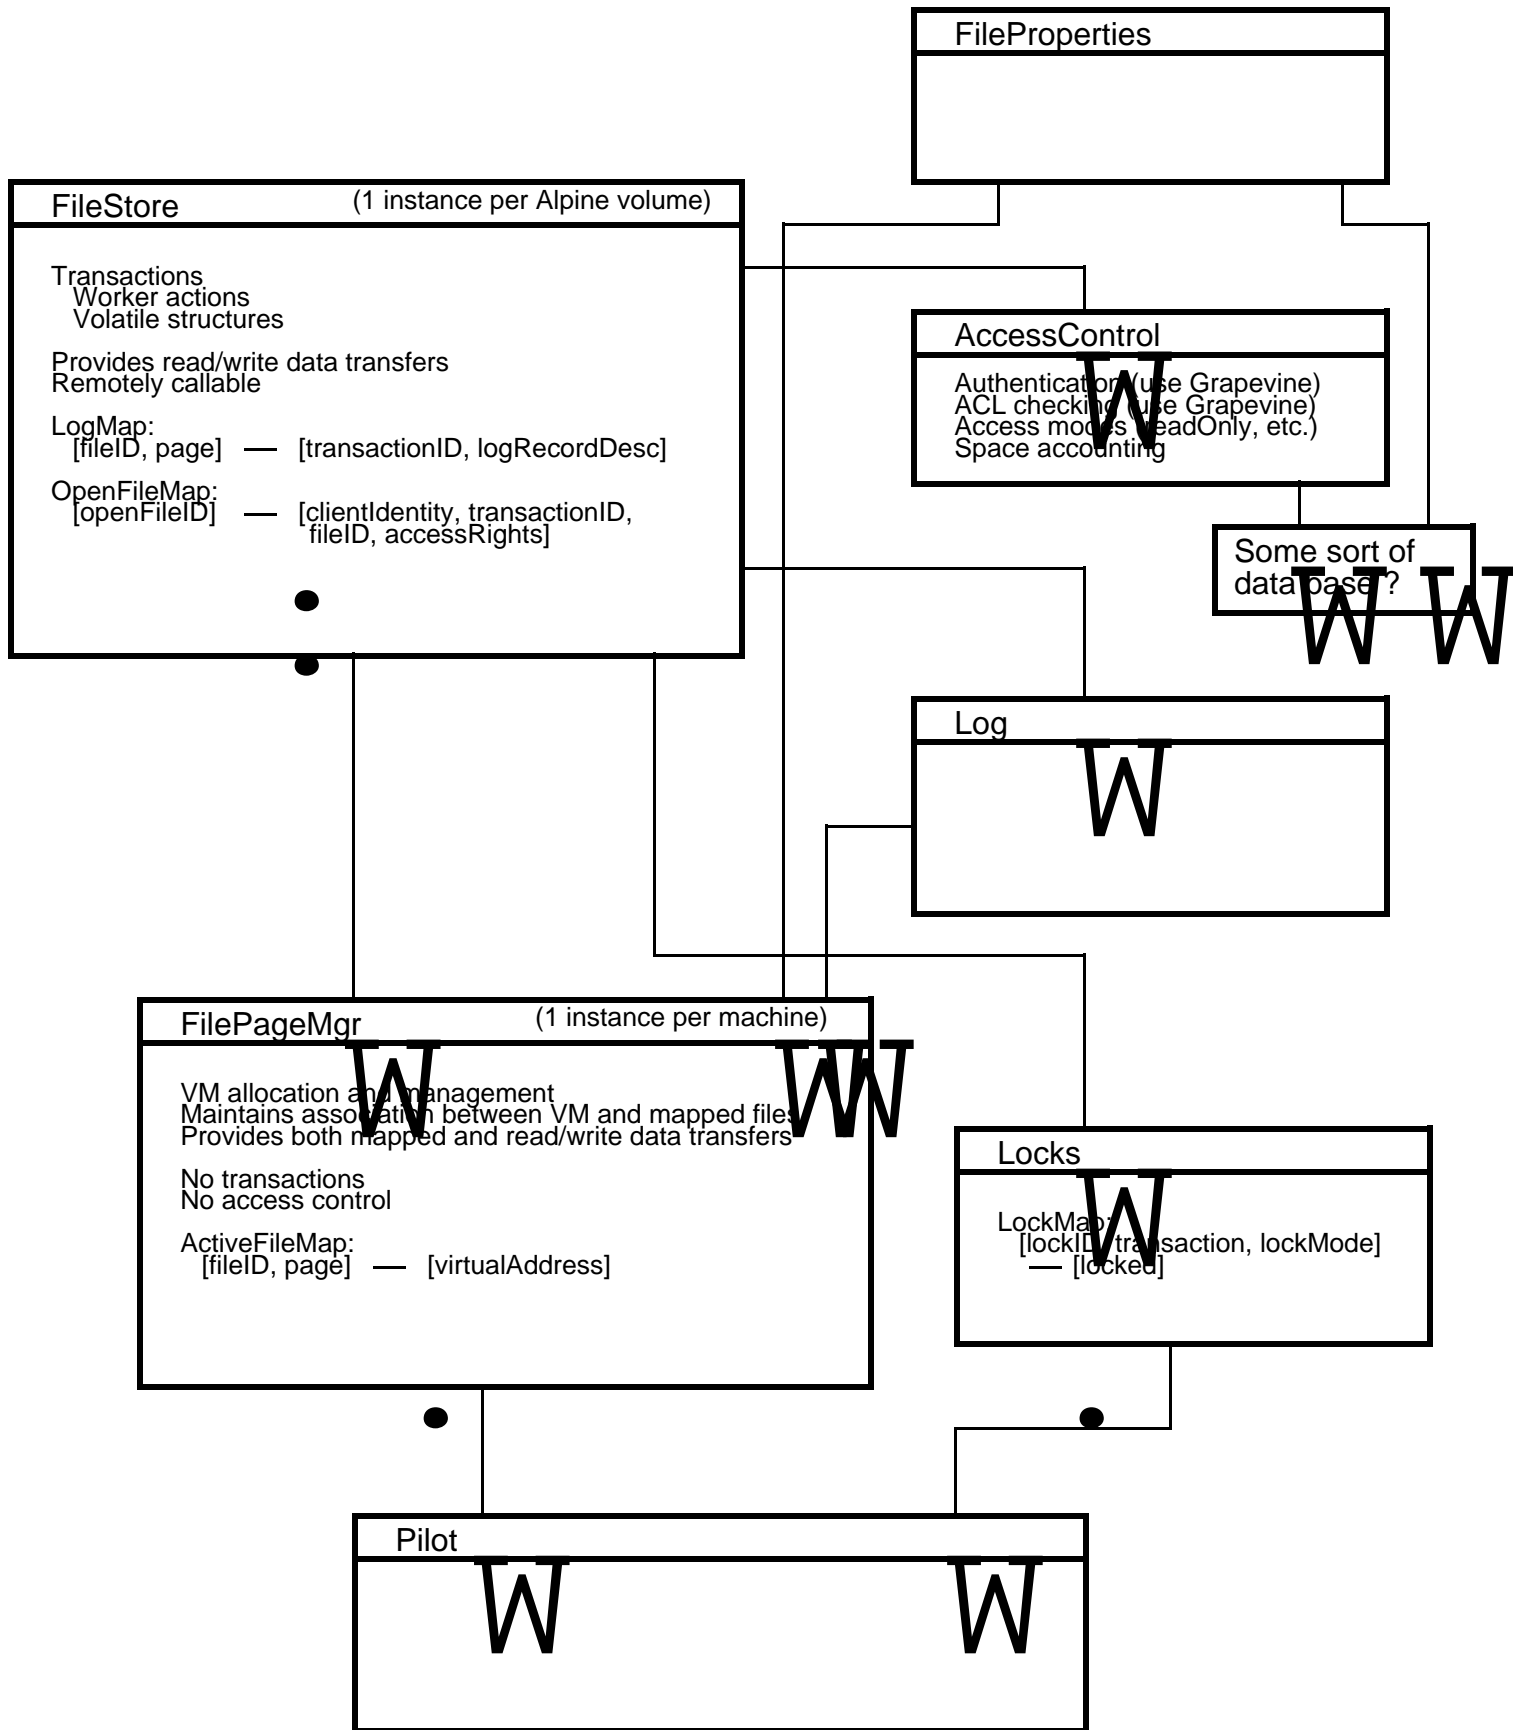 FileProperties
FileStore (1 instance per Alpine volume)
Transactions
Worker actions
Volatile structures
Provides read/write data transfers
Remotely callable
LogMap:
[fileID, page] — [transactionID, logRecordDesc]
OpenFileMap:
[openFileID] — [clientIdentity, transactionID,
fileID, accessRights]
AccessControl
W
Authentication (use Grapevine)
ACL checking (use Grapevine)
Access modes (readOnly, etc.)
Space accounting
Some sort of
data base ?
W W
Log
W
FilePageMgr (1 instance per machine)
W W W
VM allocation and management
Maintains association between VM and mapped files
Provides both mapped and read/write data transfers
No transactions
No access control
ActiveFileMap:
[fileID, page] — [virtualAddress]
Locks
W
LockMap:
[lockID, transaction, lockMode]
— [locked]
Pilot
W W